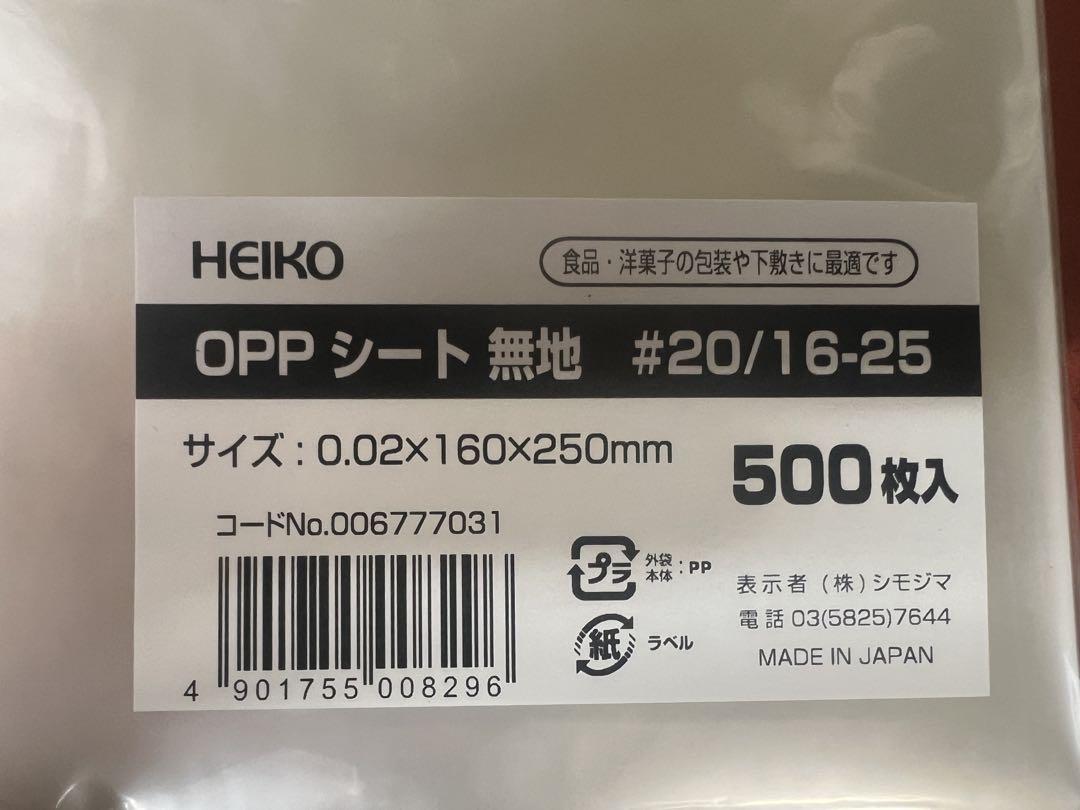 HEIKO
食品・洋菓子の包装や下敷きに最適です
OPP シート 無地 #20/16-25
サイズ : 0.02×160×250mm
500枚入
コードNo.006777031
4 901755 008296
プラ 外袋 本体 : PP
紙 ラベル
表示者 (株)シモジマ
電話 03(5825)7644
MADE IN JAPAN